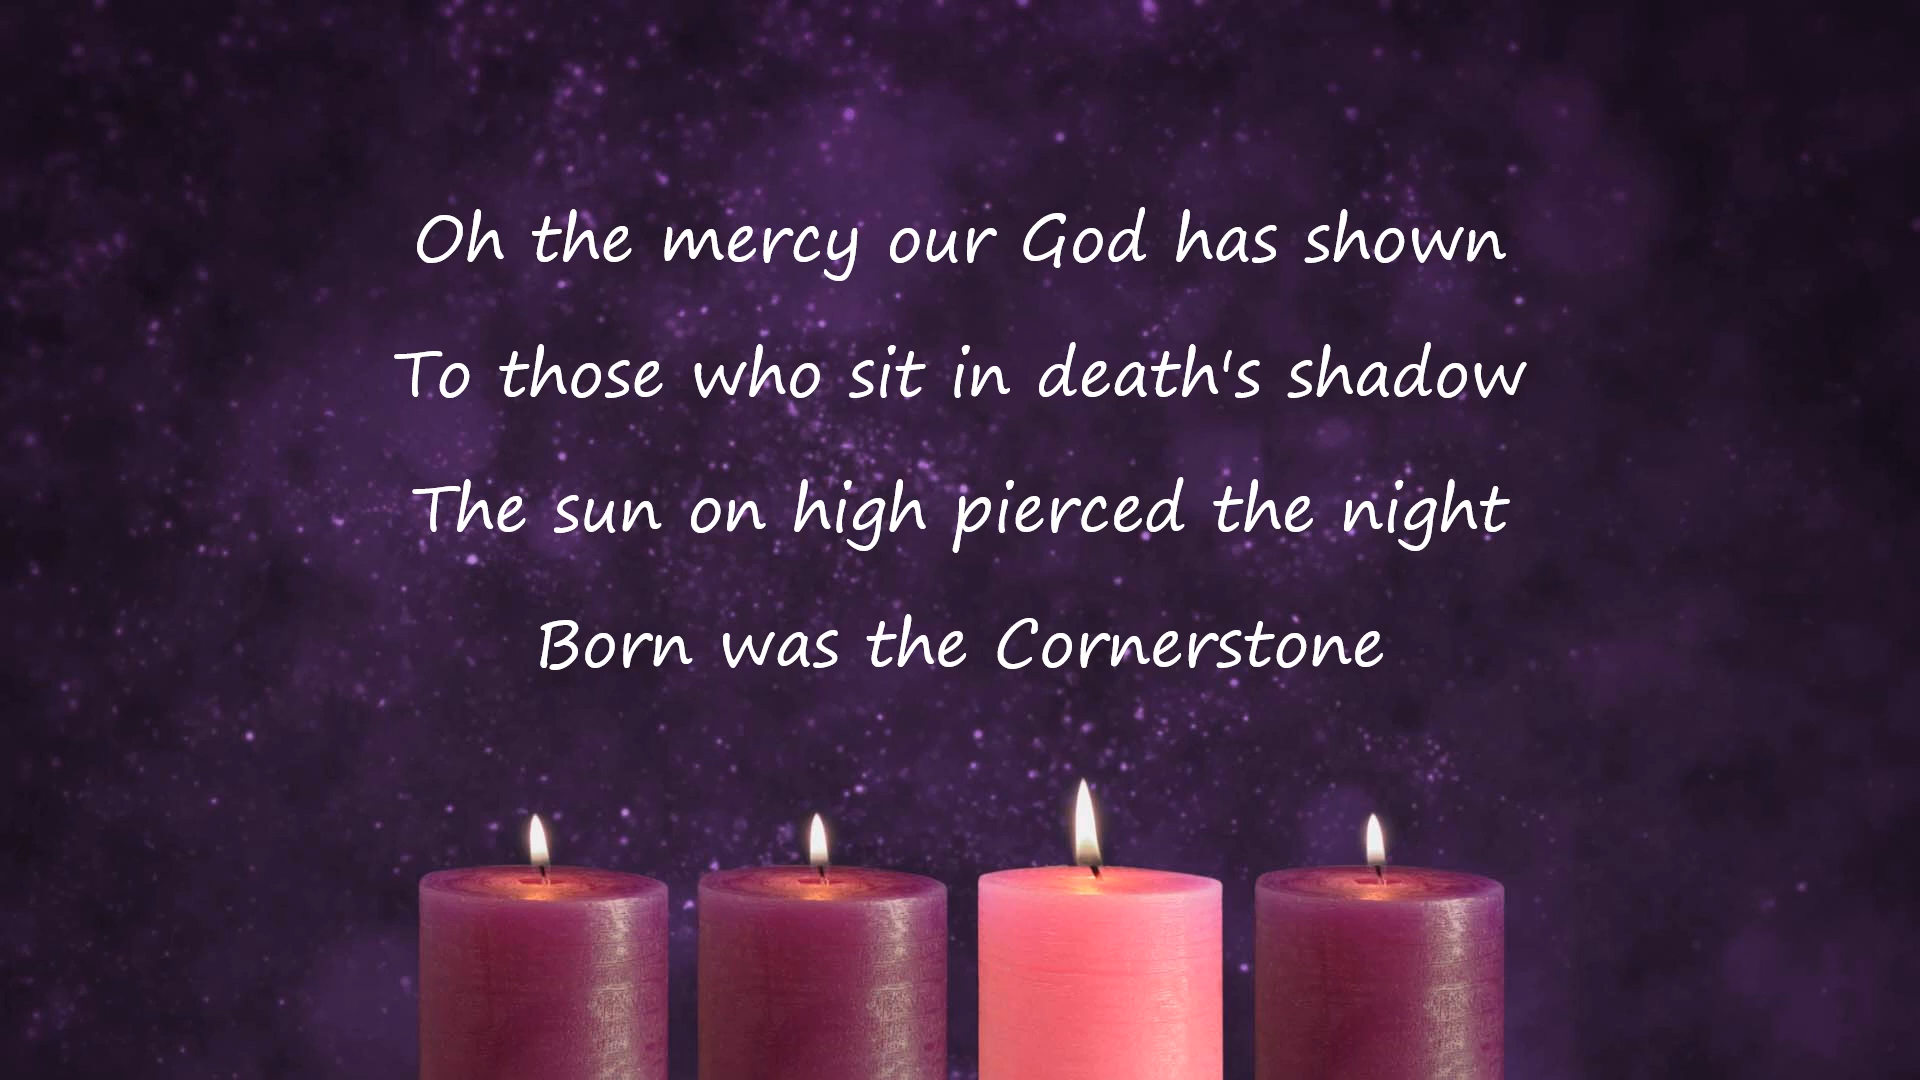 Oh the mercy our God has shown
To those who sit in death's shadow
The sun on high pierced the night
Born was the Cornerstone